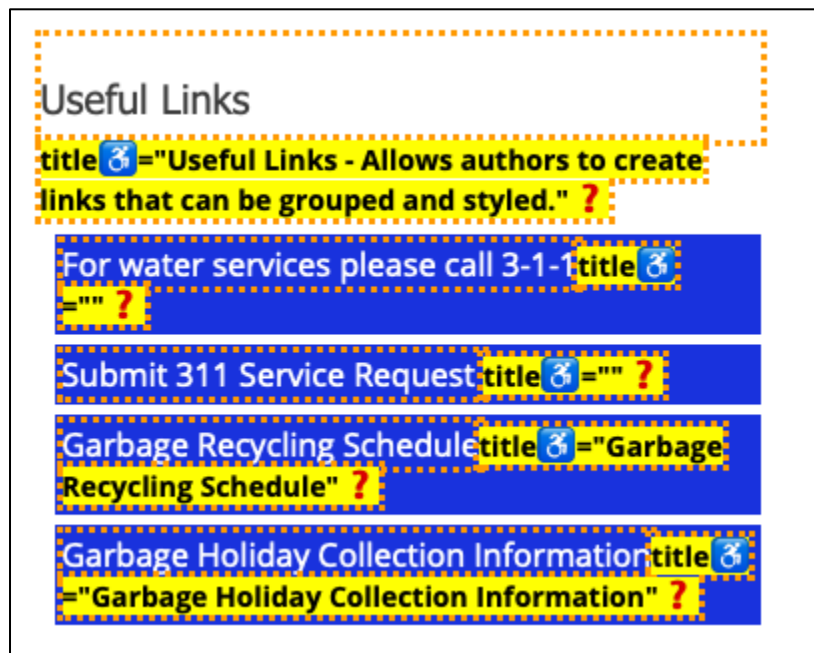 Useful Links
title♿="Useful Links - Allows authors to create
links that can be grouped and styled." ❓
For water services please call 3-1-1title♿
="" ❓
Submit 311 Service Request title♿="" ❓
Garbage Recycling Scheduletitle♿="Garbage
Recycling Schedule" ❓
Garbage Holiday Collection Informationtitle♿
="Garbage Holiday Collection Information" ❓